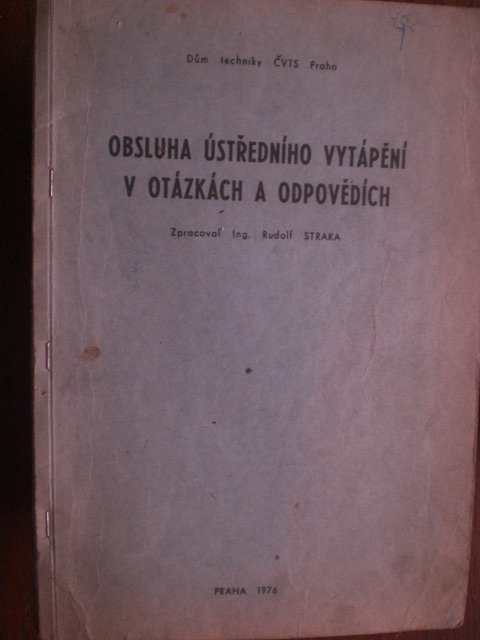 Dům techniky ČVTS Praha
OBSLUHA ÚSTŘEDNÍHO VYTÁPĚNÍ
V OTÁZKÁCH A ODPOVĚDÍCH
Zpracoval Ing. Rudolf STRAKA
PRAHA 1976